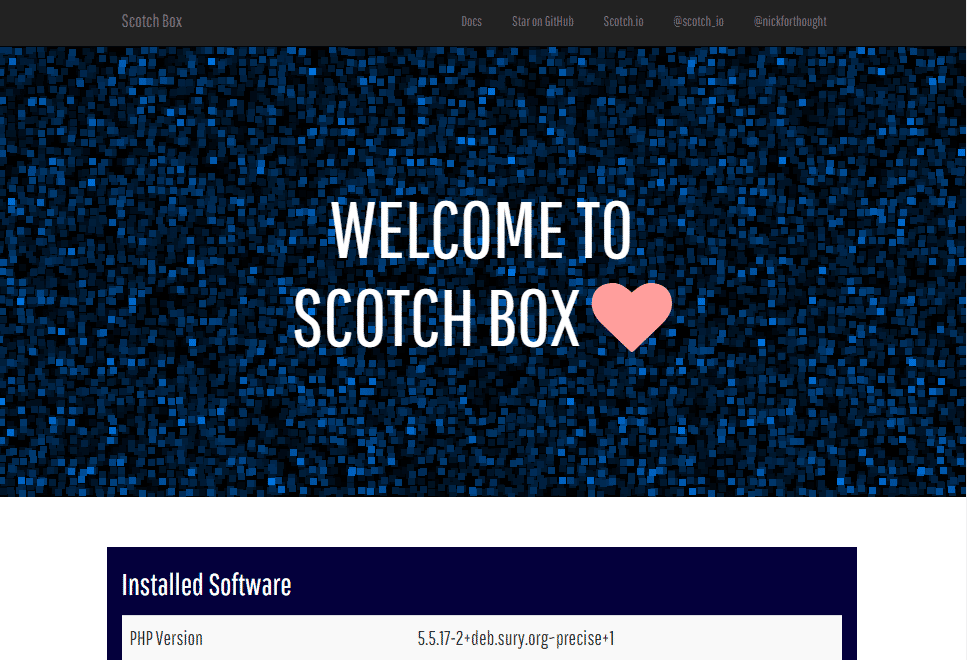 Scotch Box Docs Star on GitHub Scotch.io @scotch_io @nickforthought
WELCOME TO
SCOTCH BOX
Installed Software
PHP Version 5.5.17-2+deb.sury.org~precise+1